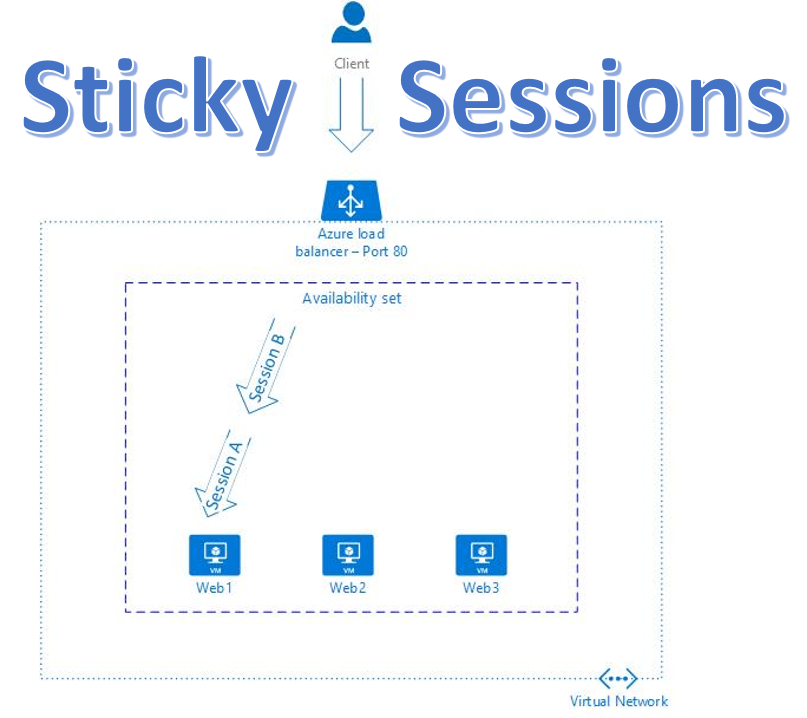 Client
Sticky Sessions
Azure load
balancer – Port 80
Availability set
Session B
Session A
VM VM VM
Web1 Web2 Web3
Virtual Network